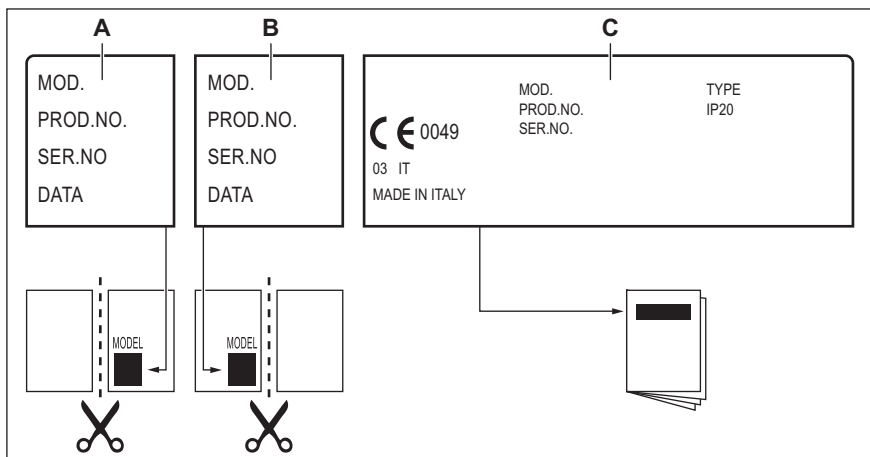 A
B
C
MOD.
PROD.NO.
SER.NO
DATA
MOD.
PROD.NO.
SER.NO
DATA
MOD.
PROD.NO.
SER.NO.
TYPE
IP20
CE 0049
03 IT
MADE IN ITALY
MODEL
MODEL